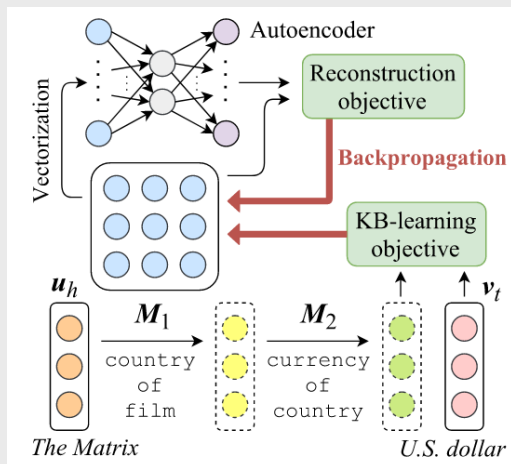 Autoencoder
Vectorization
Reconstruction
objective
Backpropagation
KB-learning
objective
u_h
M_1
M_2
v_t
country
of
film
currency
of
country
The Matrix
U.S. dollar